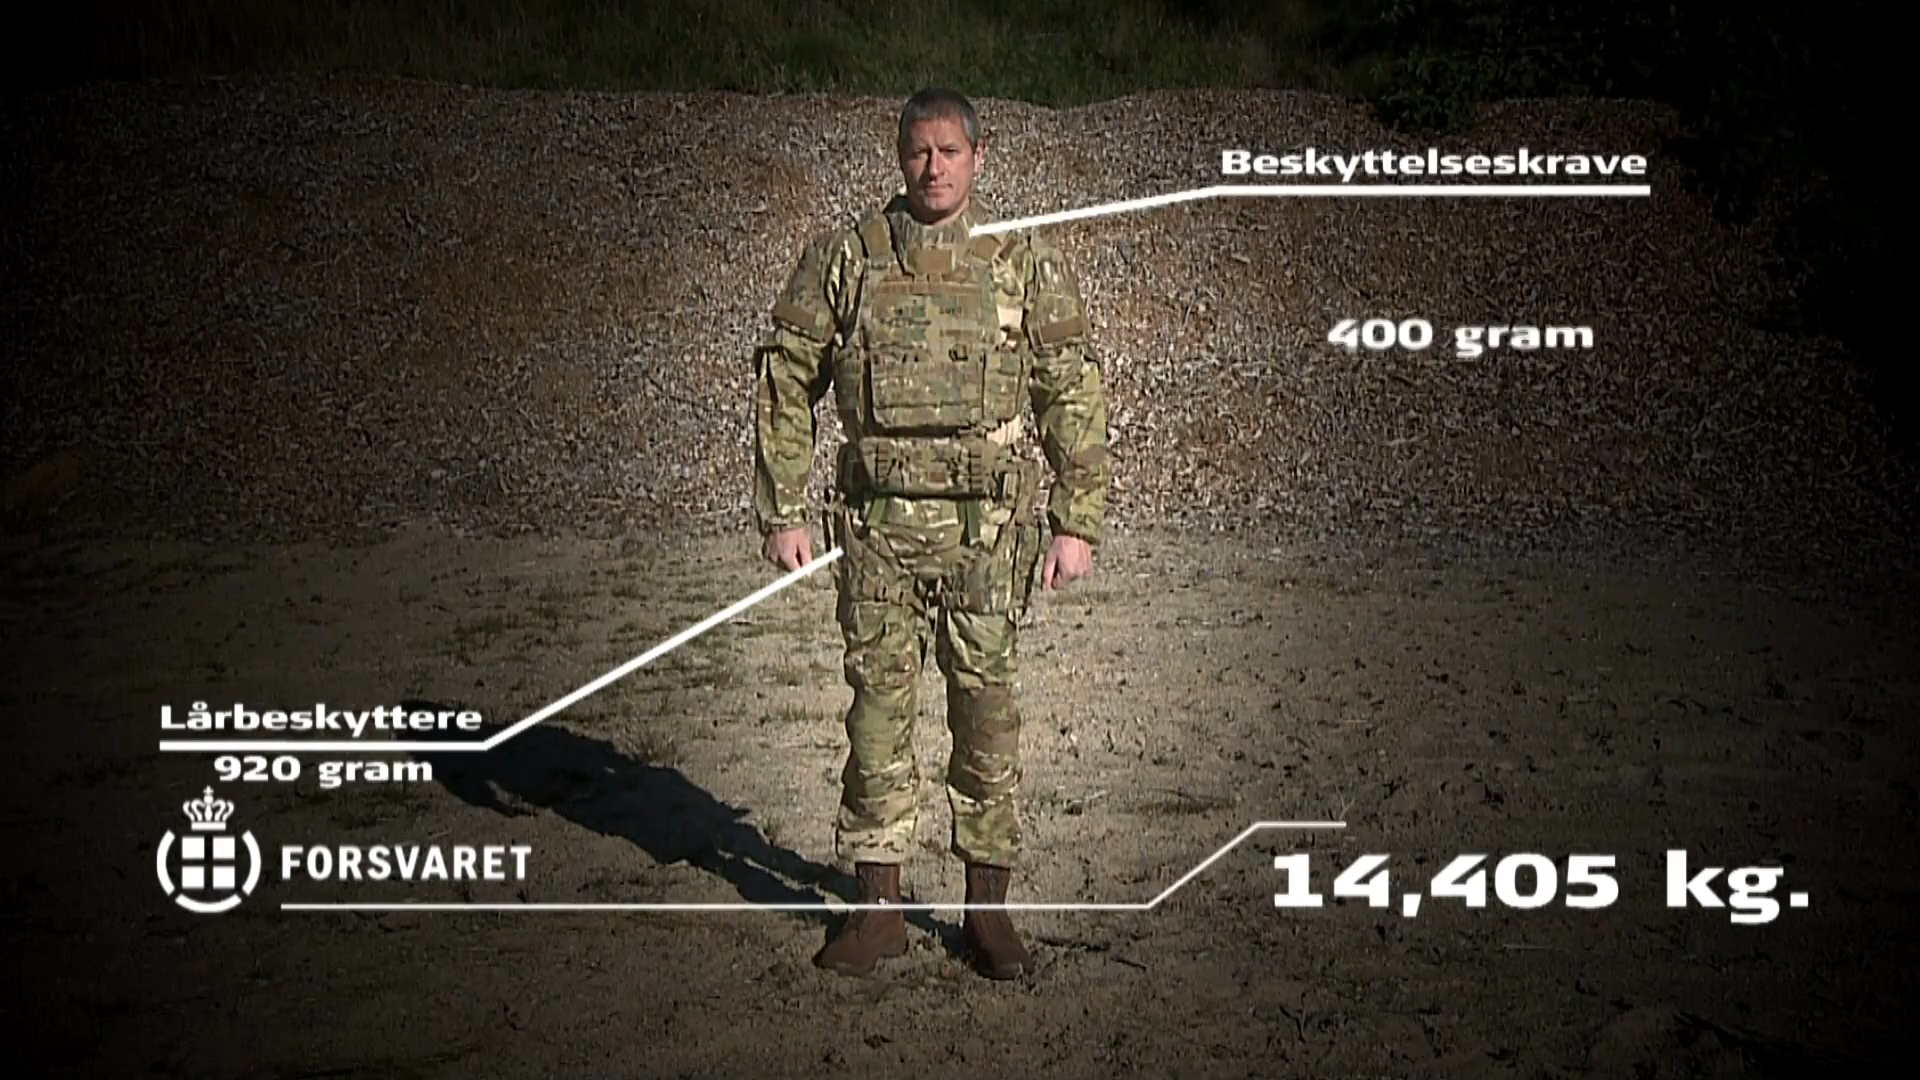 Beskyttelseskrave
400 gram
Lårbeskyttere
920 gram
FORSVARET
14,405 kg.